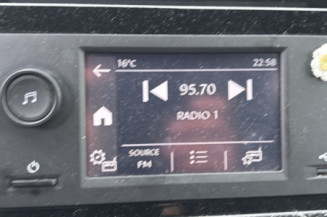 16°C 22:58
95.70
RADIO 1
SOURCE
FM